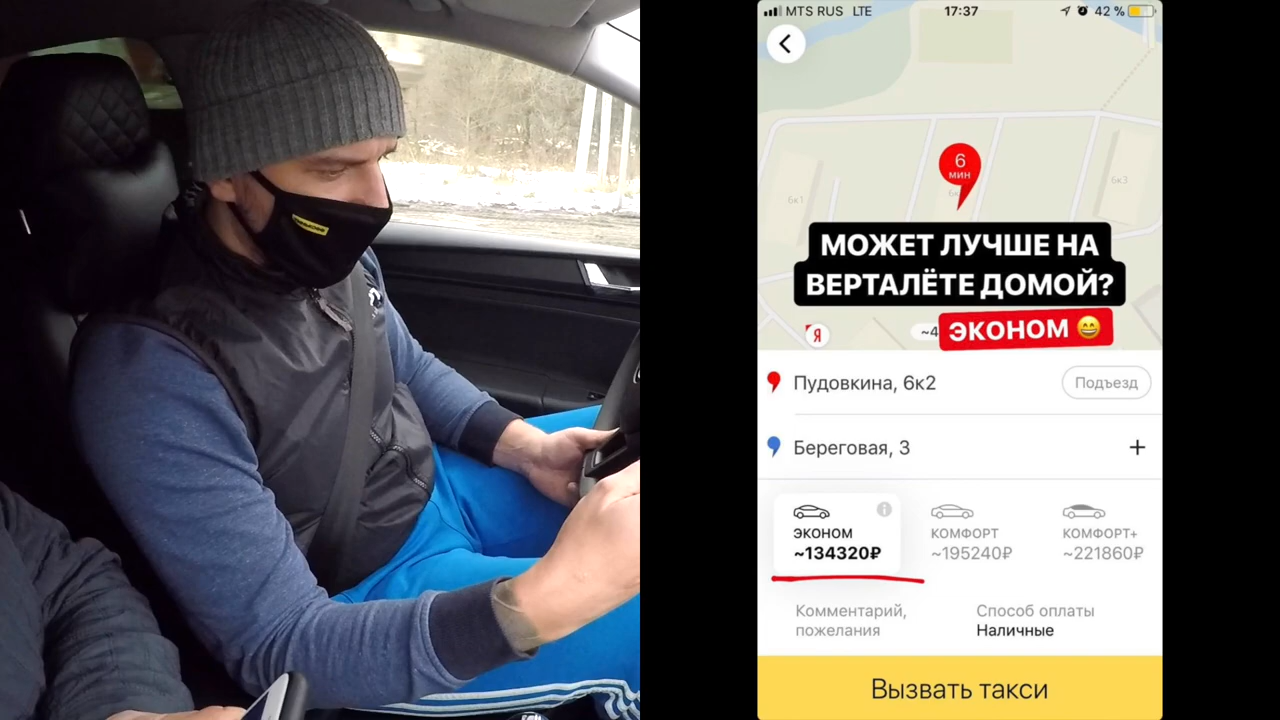 MTS RUS LTE
17:37
42 %
6
мин
6к1
6к3
МОЖЕТ ЛУЧШЕ НА
ВЕРТАЛЁТЕ ДОМОЙ?
Я
~4
ЭКОНОМ 😄
Пудовкина, 6к2
Подъезд
Береговая, 3
+
ЭКОНОМ
~134320₽
КОМФОРТ
~195240₽
КОМФОРТ+
~221860₽
Комментарий,
пожелания
Способ оплаты
Наличные
Вызвать такси